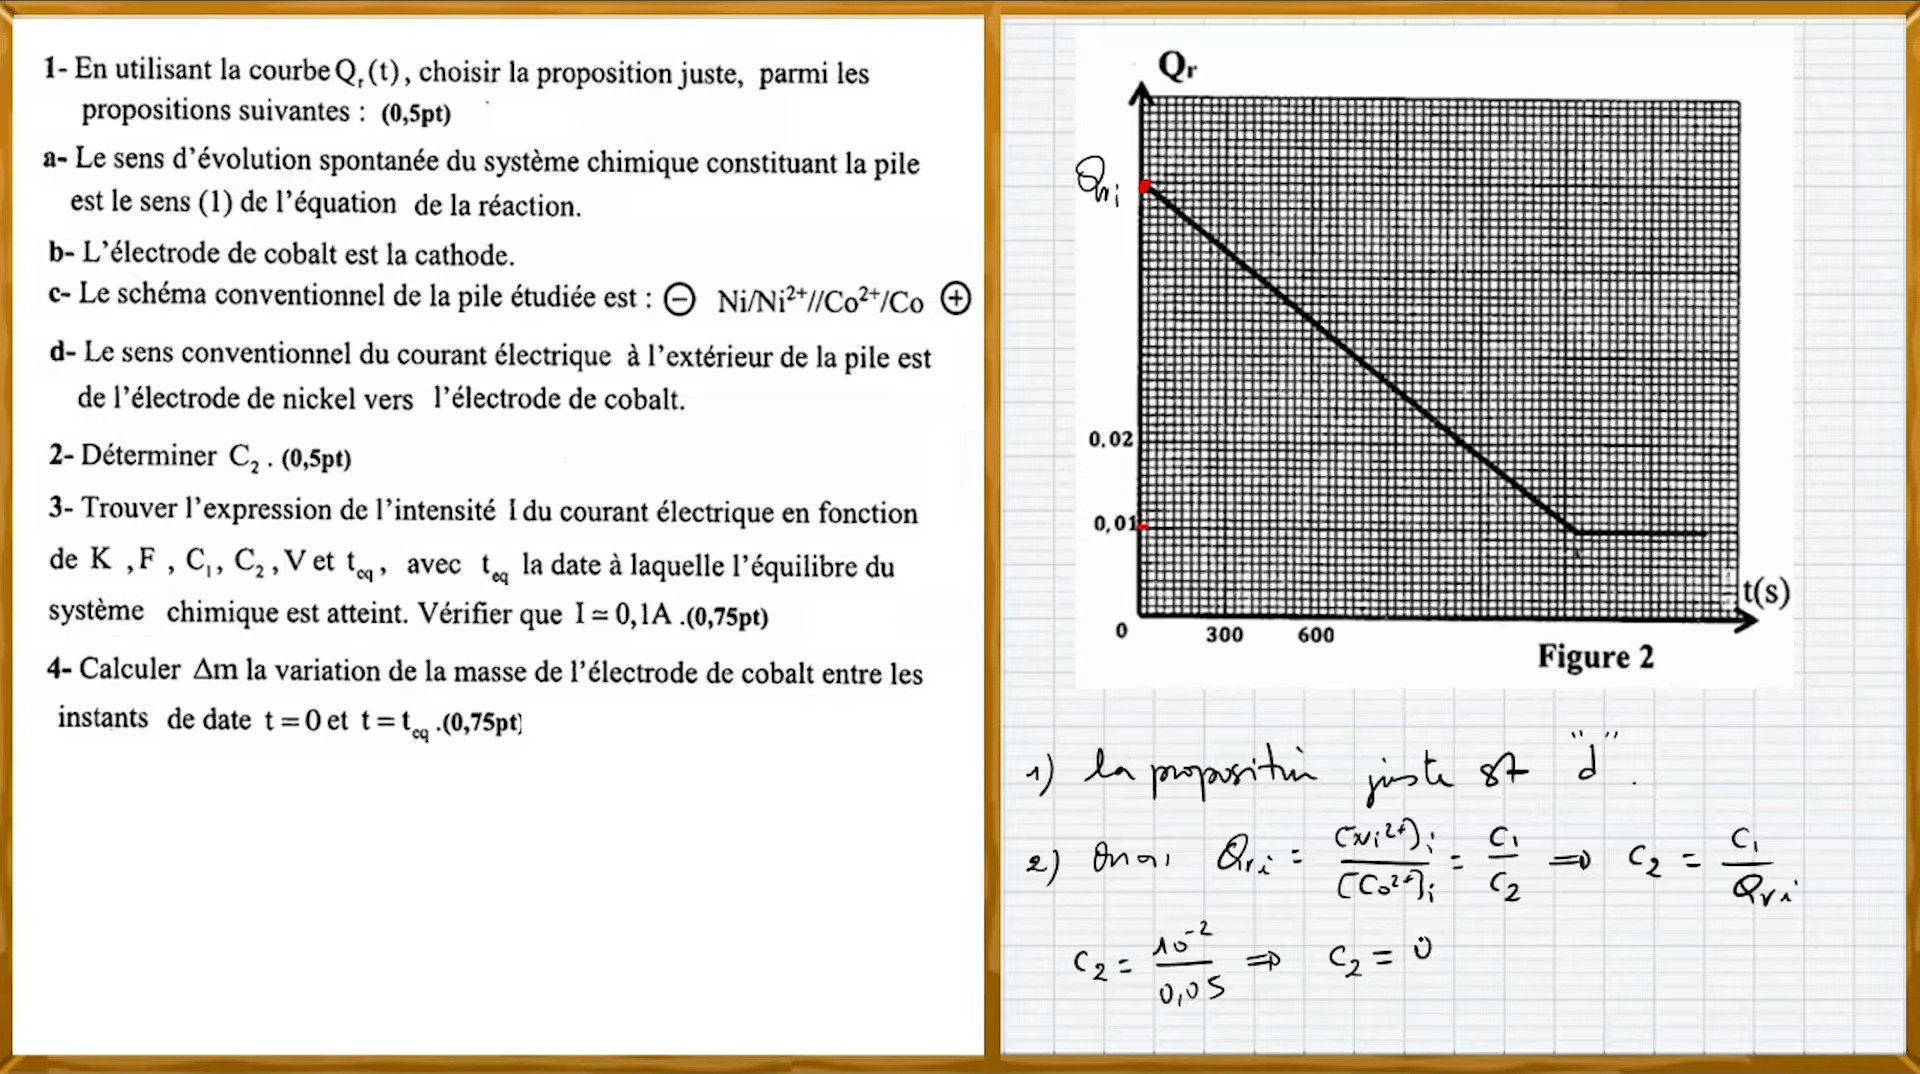 1- En utilisant la courbe Qr(t), choisir la proposition juste, parmi les
propositions suivantes : (0,5pt)
a- Le sens d’évolution spontanée du système chimique constituant la pile
est le sens (1) de l’équation de la réaction.
b- L’électrode de cobalt est la cathode.
c- Le schéma conventionnel de la pile étudiée est : ⊖ Ni/Ni²⁺//Co²⁺/Co ⊕
d- Le sens conventionnel du courant électrique à l’extérieur de la pile est
de l’électrode de nickel vers l’électrode de cobalt.
2- Déterminer C₂ . (0,5pt)
3- Trouver l’expression de l’intensité I du courant électrique en fonction
de K ,F , C₁, C₂ ,V et teq , avec teq la date à laquelle l’équilibre du
système chimique est atteint. Vérifier que I ≃ 0,1A .(0,75pt)
4- Calculer Δm la variation de la masse de l’électrode de cobalt entre les
instants de date t = 0 et t = teq .(0,75pt)
Qr
Qri
0,02
0,01
0
300
600
t(s)
Figure 2
1) la proposition juste est "d".
2) On a, Qri = [Ni²⁺]i / [Co²⁺]i = C₁ / C₂ ⟹ C₂ = C₁ / Qri
C₂ = 10⁻² / 0,05 ⟹ C₂ = 0